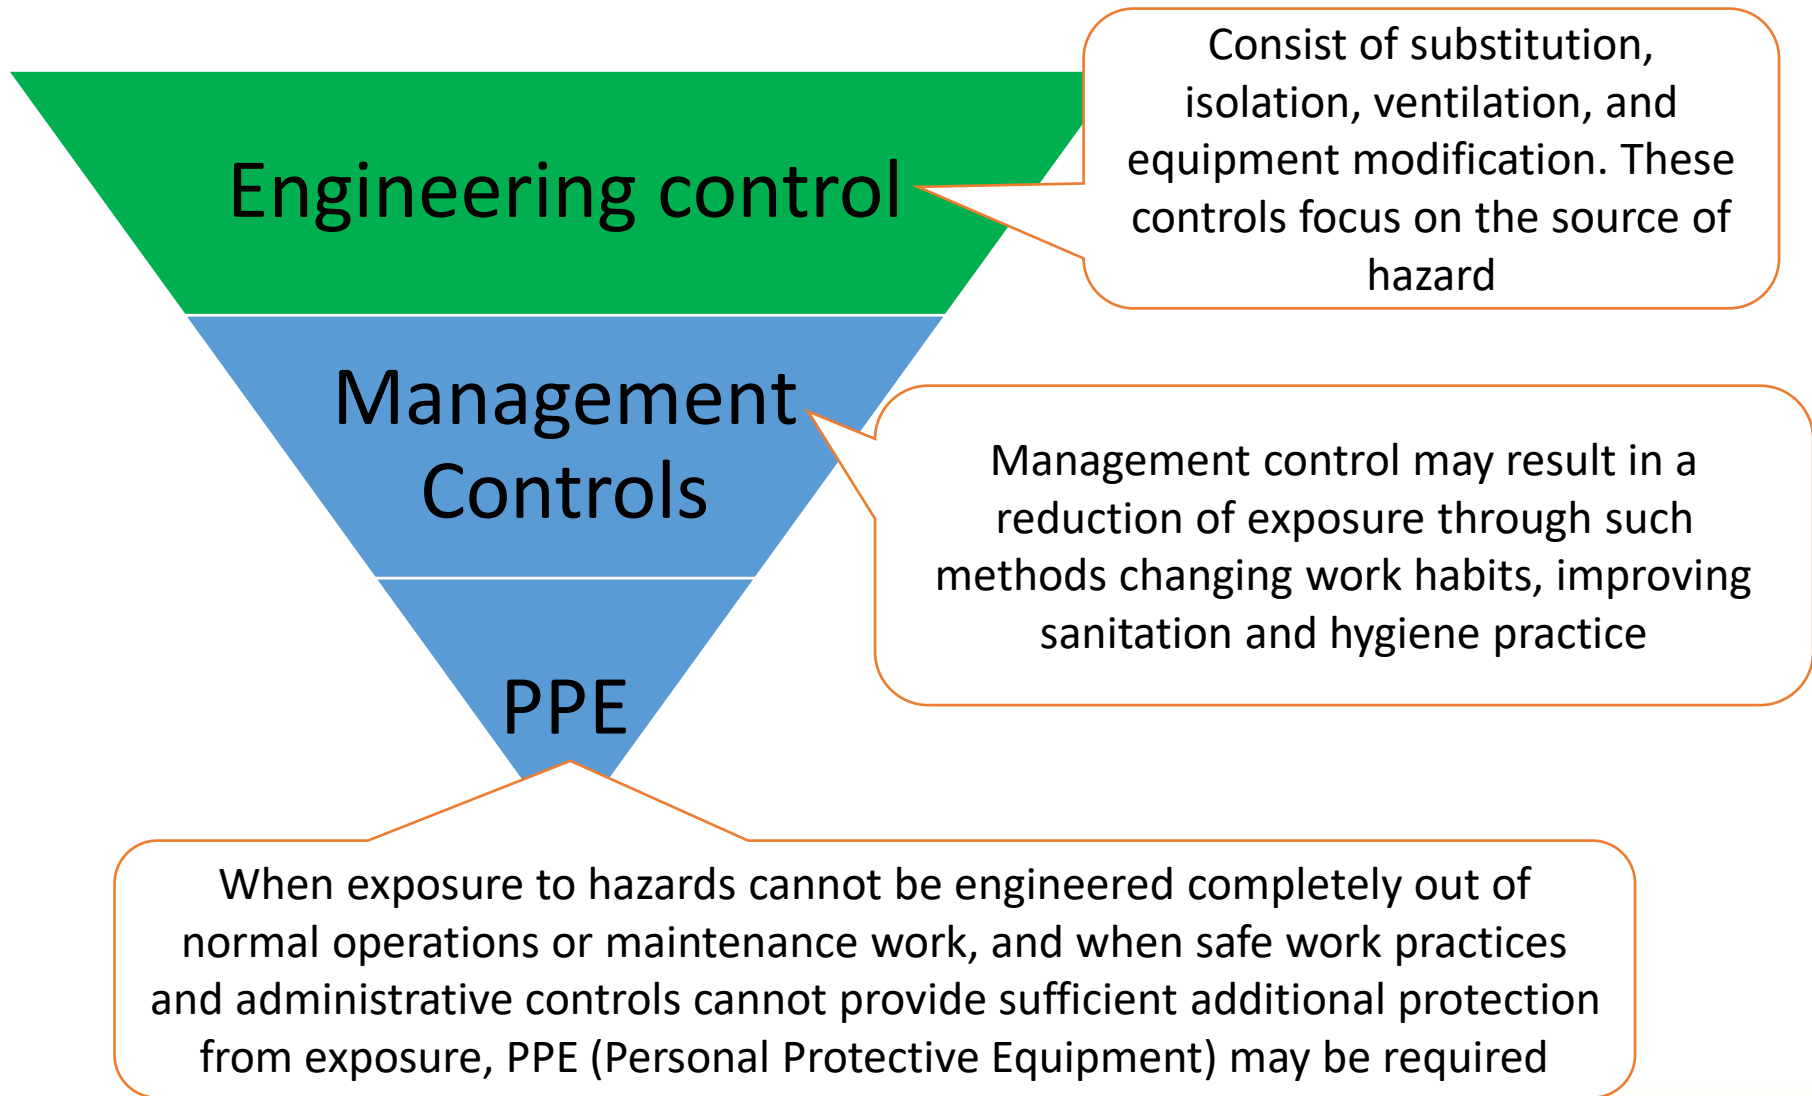 Consist of substitution,
isolation, ventilation, and
equipment modification. These
controls focus on the source of
hazard
Engineering control
Management
Controls
Management control may result in a
reduction of exposure through such
methods changing work habits, improving
sanitation and hygiene practice
PPE
When exposure to hazards cannot be engineered completely out of
normal operations or maintenance work, and when safe work practices
and administrative controls cannot provide sufficient additional protection
from exposure, PPE (Personal Protective Equipment) may be required